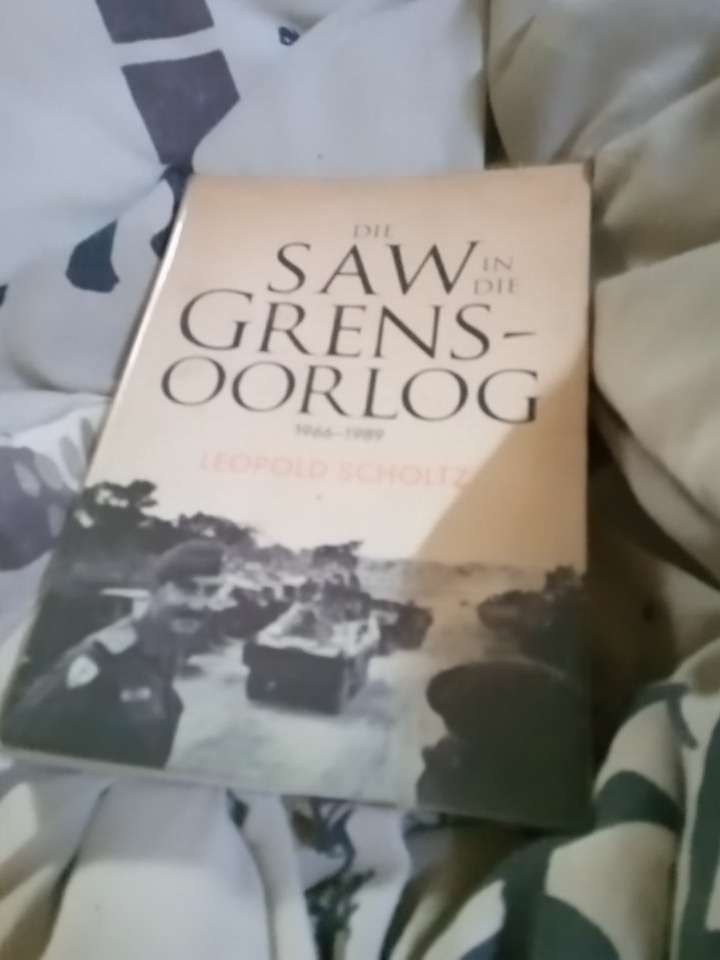 DIE
SAW IN DIE
GRENS-
OORLOG
1966–1989
LEOPOLD SCHOLTZ